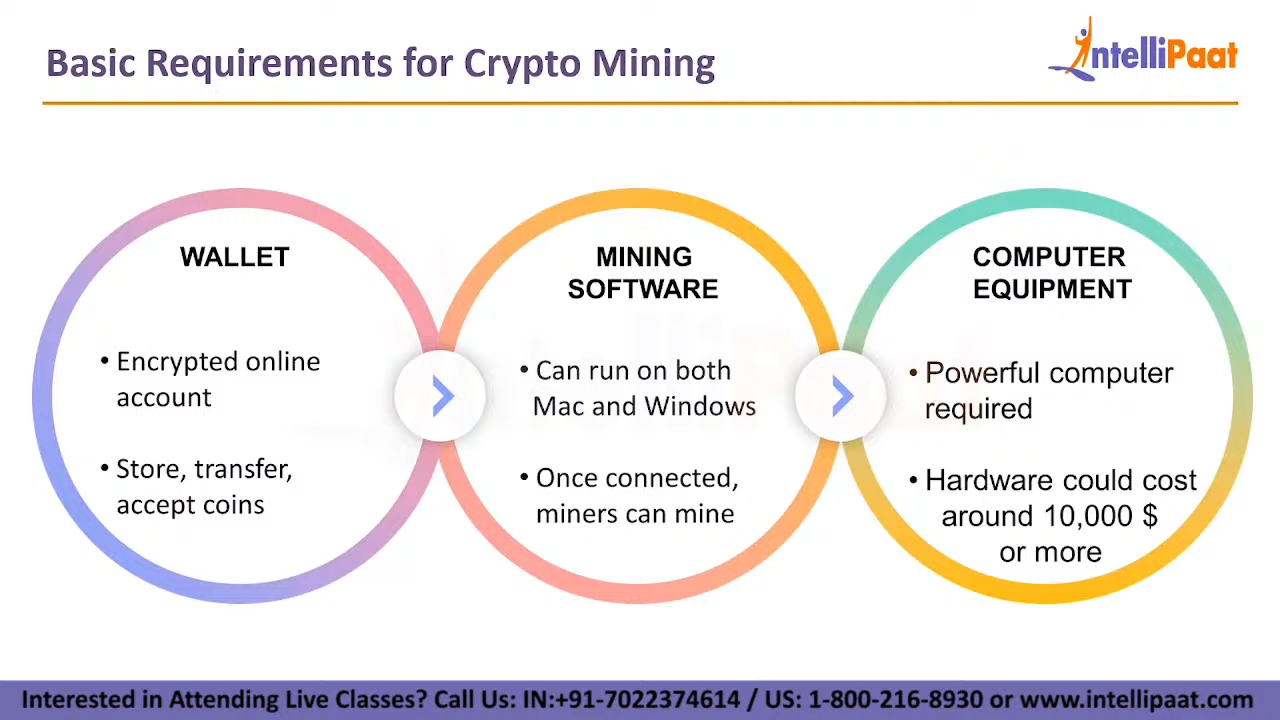 Basic Requirements for Crypto Mining
IntelliPaat
WALLET
• Encrypted online
account
• Store, transfer,
accept coins
MINING
SOFTWARE
• Can run on both
Mac and Windows
• Once connected,
miners can mine
COMPUTER
EQUIPMENT
• Powerful computer
required
• Hardware could cost
around 10,000 $
or more
Interested in Attending Live Classes? Call Us: IN:+91-7022374614 / US: 1-800-216-8930 or www.intellipaat.com